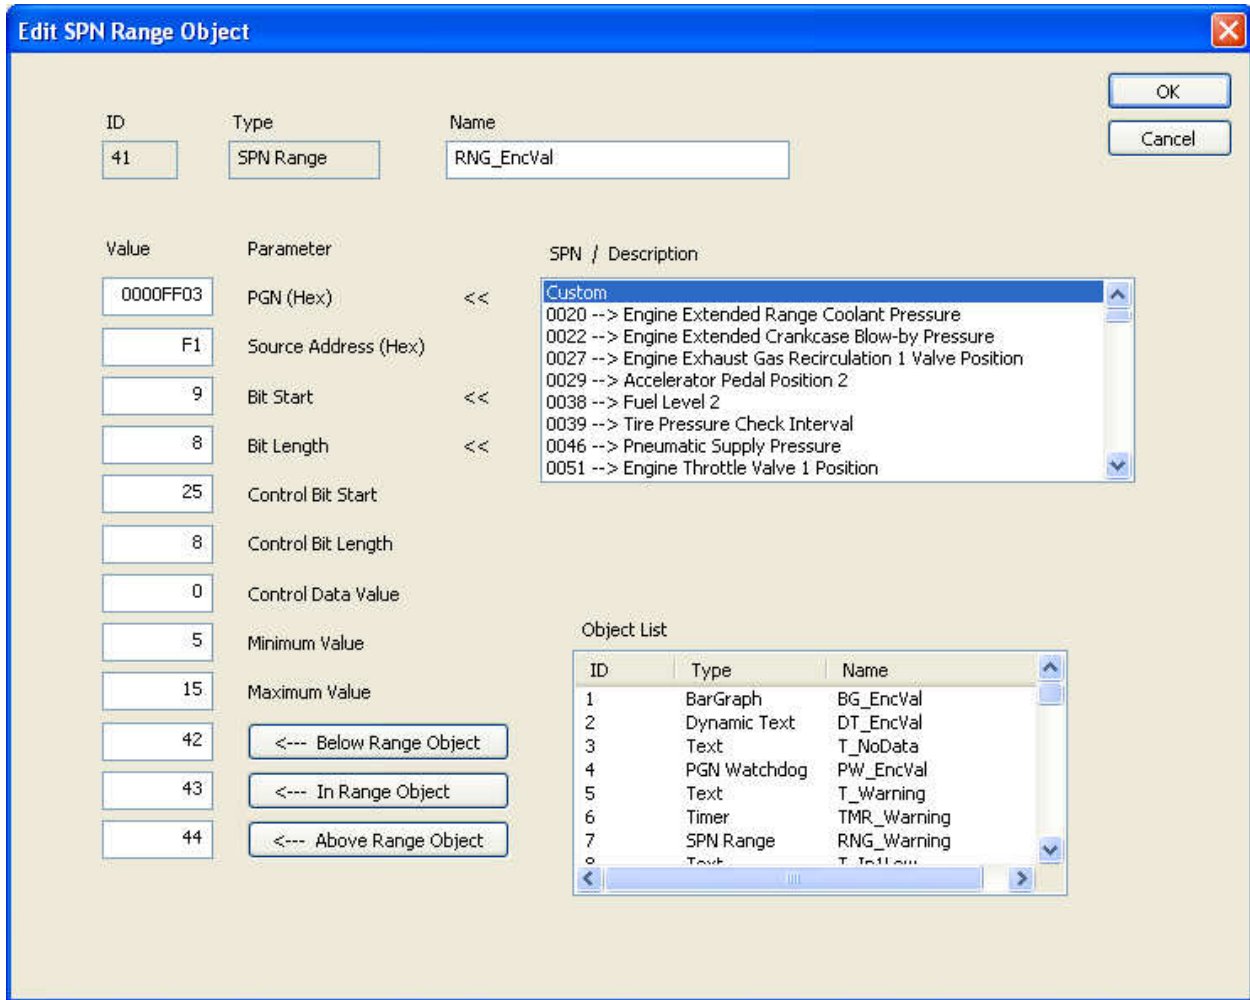 Edit SPN Range Object
OK
Cancel
ID Type Name
41 SPN Range RNG_EncVal
Value Parameter SPN / Description
0000FF03 PGN (Hex) <<
F1 Source Address (Hex)
9 Bit Start <<
8 Bit Length <<
25 Control Bit Start
8 Control Bit Length
0 Control Data Value
5 Minimum Value
15 Maximum Value
42 <--- Below Range Object
43 <--- In Range Object
44 <--- Above Range Object
Custom
0020 --> Engine Extended Range Coolant Pressure
0022 --> Engine Extended Crankcase Blow-by Pressure
0027 --> Engine Exhaust Gas Recirculation 1 Valve Position
0029 --> Accelerator Pedal Position 2
0038 --> Fuel Level 2
0039 --> Tire Pressure Check Interval
0046 --> Pneumatic Supply Pressure
0051 --> Engine Throttle Valve 1 Position
Object List
ID Type Name
1 BarGraph BG_EncVal
2 Dynamic Text DT_EncVal
3 Text T_NoData
4 PGN Watchdog PW_EncVal
5 Text T_Warning
6 Timer TMR_Warning
7 SPN Range RNG_Warning
8 Text T_In1Low